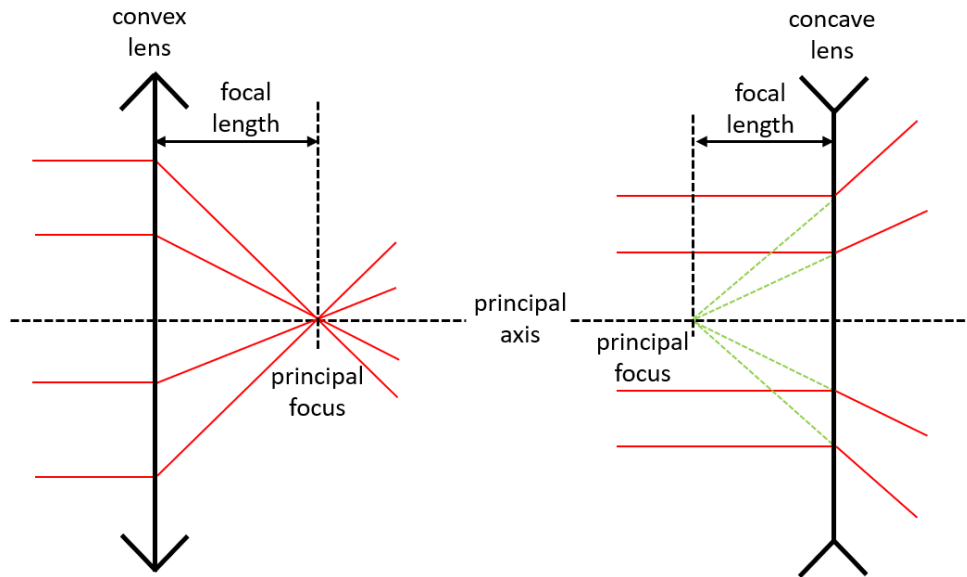 convex
lens
focal
length
principal
focus
principal
axis
concave
lens
focal
length
principal
focus